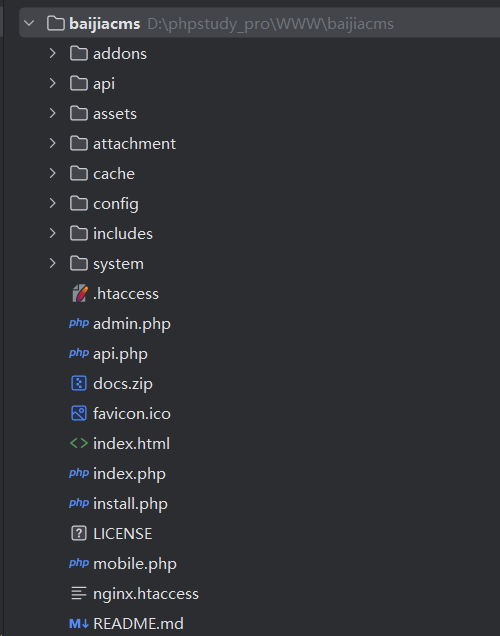 baijiacms D:\phpstudy_pro\WWW\baijiacms
addons
api
assets
attachment
cache
config
includes
system
.htaccess
php admin.php
php api.php
docs.zip
favicon.ico
<> index.html
php index.php
php install.php
? LICENSE
php mobile.php
nginx.htaccess
M↓ README.md